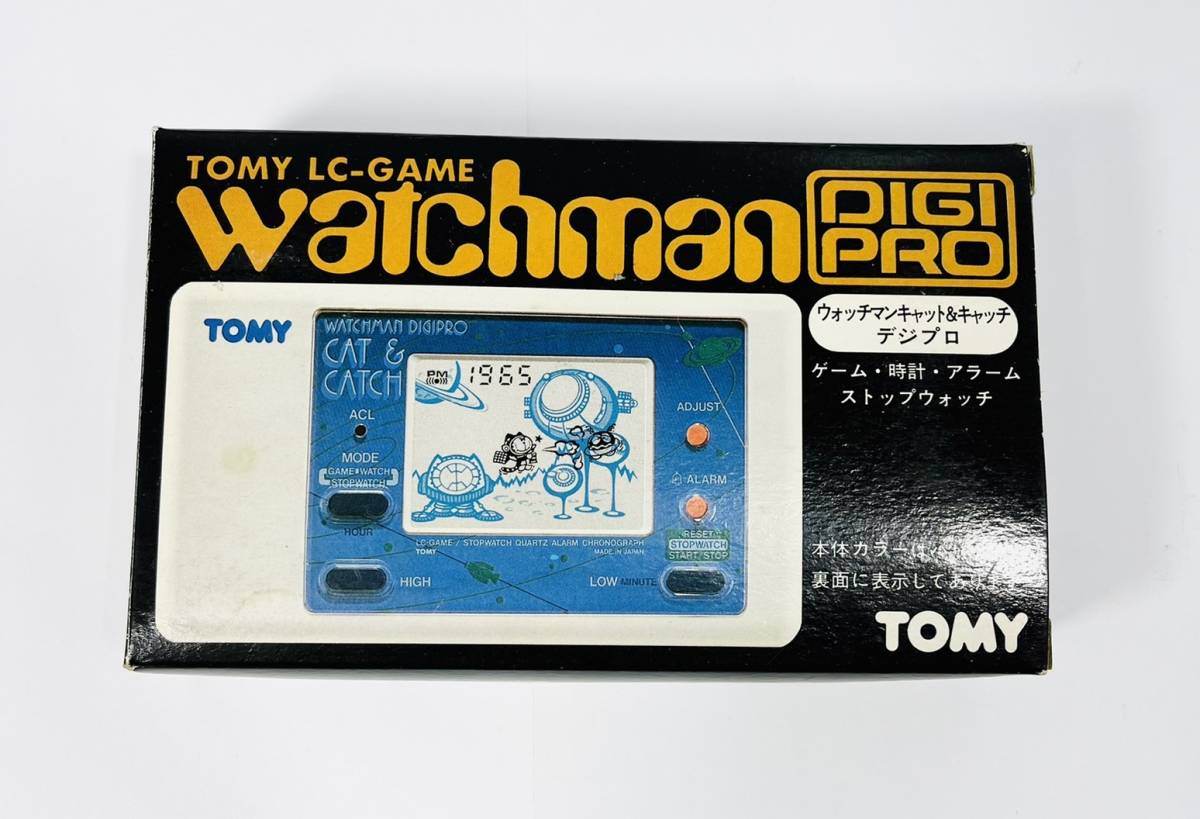 TOMY LC-GAME
watchman
DIGI
PRO
ウォッチマンキャット&キャッチ
デジプロ
ゲーム・時計・アラーム
ストップウォッチ
TOMY
WATCHMAN DIGIPRO
CAT &
CATCH
PM 1965
ACL
MODE
GAME WATCH
STOPWATCH
HOUR
HIGH
ADJUST
ALARM
RESET
STOPWATCH
START/STOP
LOW MINUTE
LC-GAME / STOPWATCH QUARTZ ALARM CHRONOGRAPH
TOMY MADE IN JAPAN
本体カラーは
裏面に表示してあります
TOMY